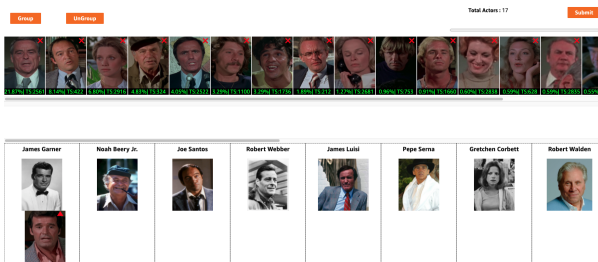 Group
UnGroup
Total Actors : 17
Submit
21.87%| TS:2561
8.14%| TS:422
6.80%| TS:2916
4.83%| TS:324
4.05%| TS:2522
3.29%| TS:1100
3.29%| TS:1736
1.89%| TS:212
1.27%| TS:2681
0.96%| TS:753
0.91%| TS:1660
0.60%| TS:2838
0.59%| TS:628
0.59%| TS:2835
0.55%
James Garner
Noah Beery Jr.
Joe Santos
Robert Webber
James Luisi
Pepe Serna
Gretchen Corbett
Robert Walden